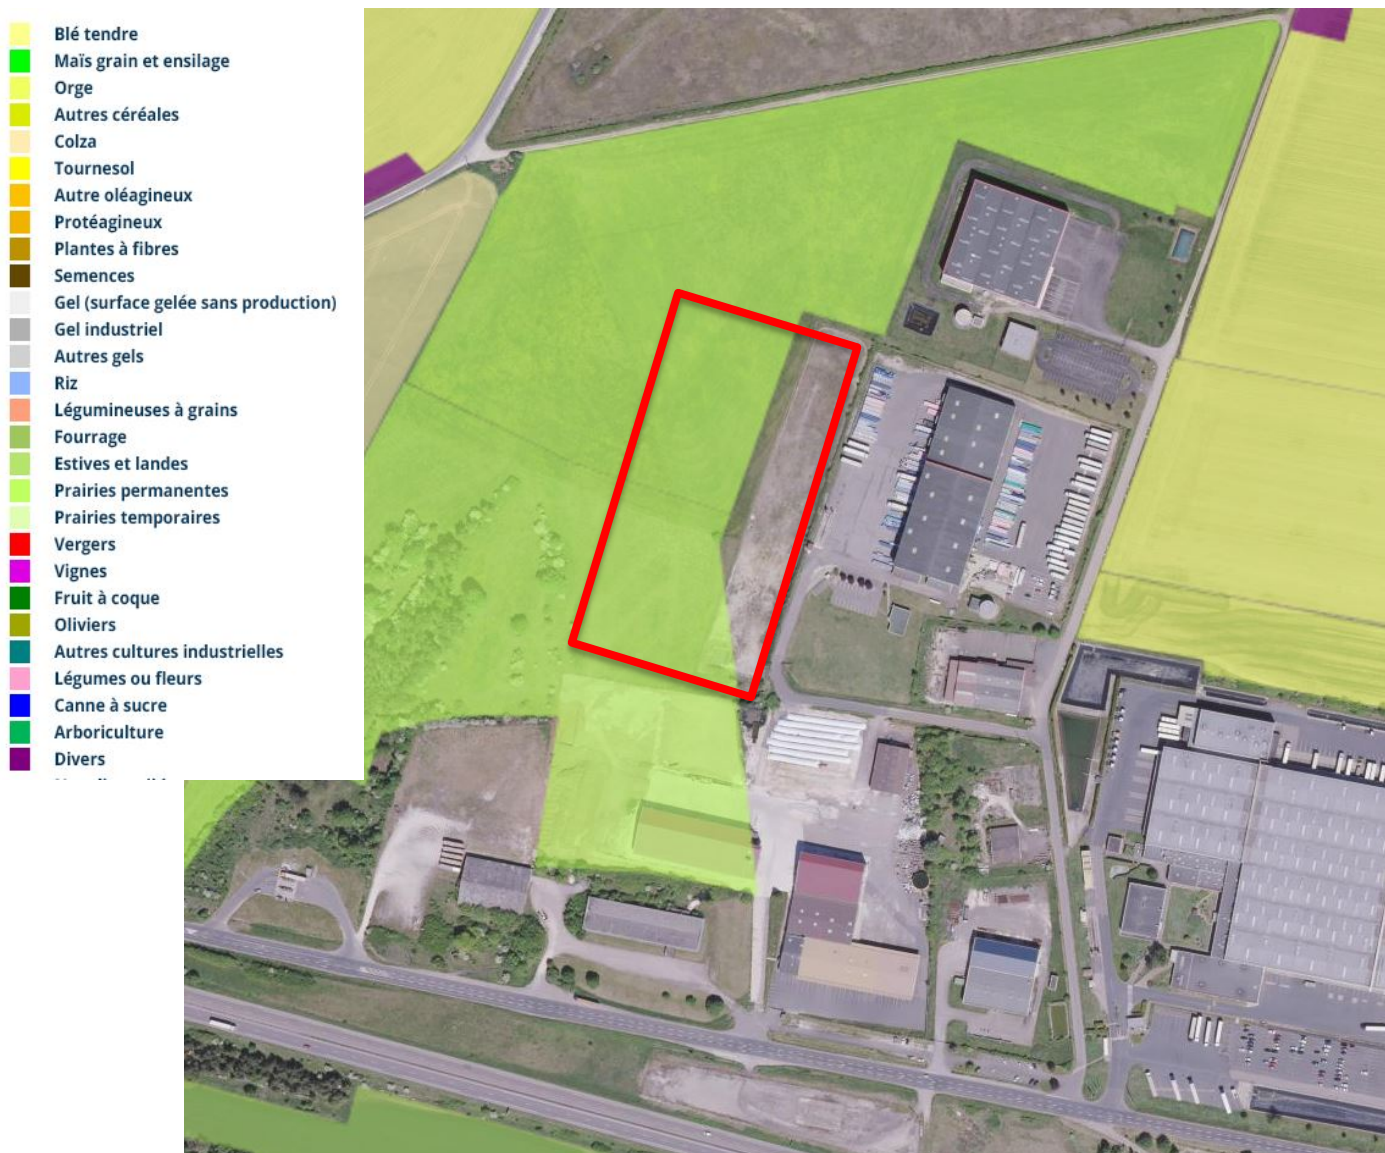 Blé tendre
Maïs grain et ensilage
Orge
Autres céréales
Colza
Tournesol
Autre oléagineux
Protéagineux
Plantes à fibres
Semences
Gel (surface gelée sans production)
Gel industriel
Autres gels
Riz
Légumineuses à grains
Fourrage
Estives et landes
Prairies permanentes
Prairies temporaires
Vergers
Vignes
Fruit à coque
Oliviers
Autres cultures industrielles
Légumes ou fleurs
Canne à sucre
Arboriculture
Divers